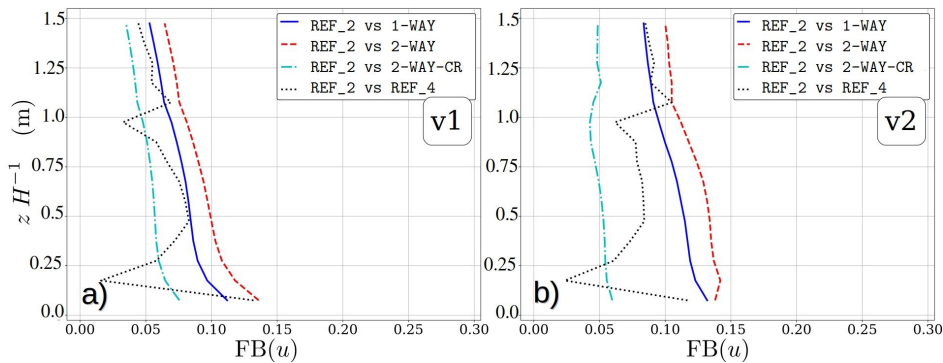 1.5
1.25
1.0
0.75
0.5
0.25
0.0
z H⁻¹ (m)
REF_2 vs 1-WAY
REF_2 vs 2-WAY
REF_2 vs 2-WAY-CR
REF_2 vs REF_4
v1
a)
0.00 0.05 0.10 0.15 0.20 0.25 0.30
FB(u)
1.5
1.25
1.0
0.75
0.5
0.25
0.0
REF_2 vs 1-WAY
REF_2 vs 2-WAY
REF_2 vs 2-WAY-CR
REF_2 vs REF_4
v2
b)
0.00 0.05 0.10 0.15 0.20 0.25 0.30
FB(u)